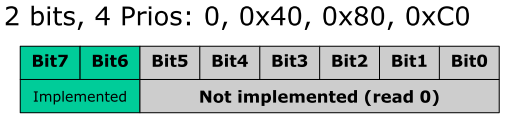 2 bits, 4 Prios: 0, 0x40, 0x80, 0xC0
Bit7 Bit6 Bit5 Bit4 Bit3 Bit2 Bit1 Bit0
Implemented Not implemented (read 0)